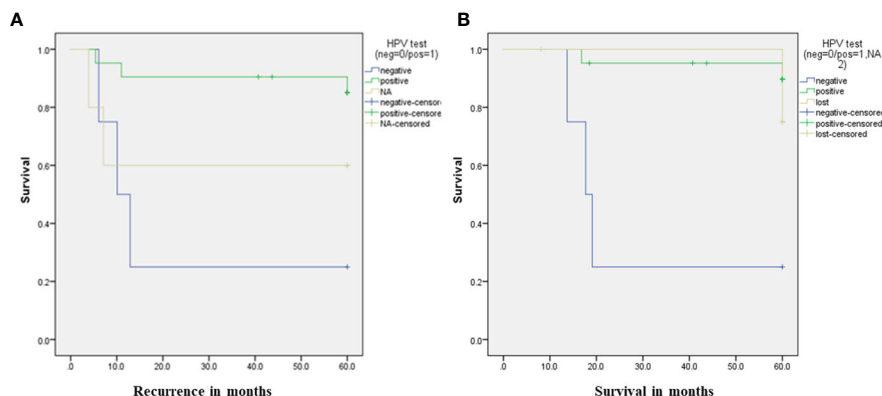 A
HPV test
(neg=0/pos=1)
negative
positive
NA
negative-censor
positive-censore
NA-censored
Survival
1.0
0.8
0.6
0.4
0.2
0.0
.0 10.0 20.0 30.0 40.0 50.0 60.0
Recurrence in months
B
HPV test
(neg=0/pos=1,NA
2)
negative
positive
lost
negative-censored
positive-censored
lost-censored
Survival
1.0
0.8
0.6
0.4
0.2
0.0
.0 10.0 20.0 30.0 40.0 50.0 60.0
Survival in months